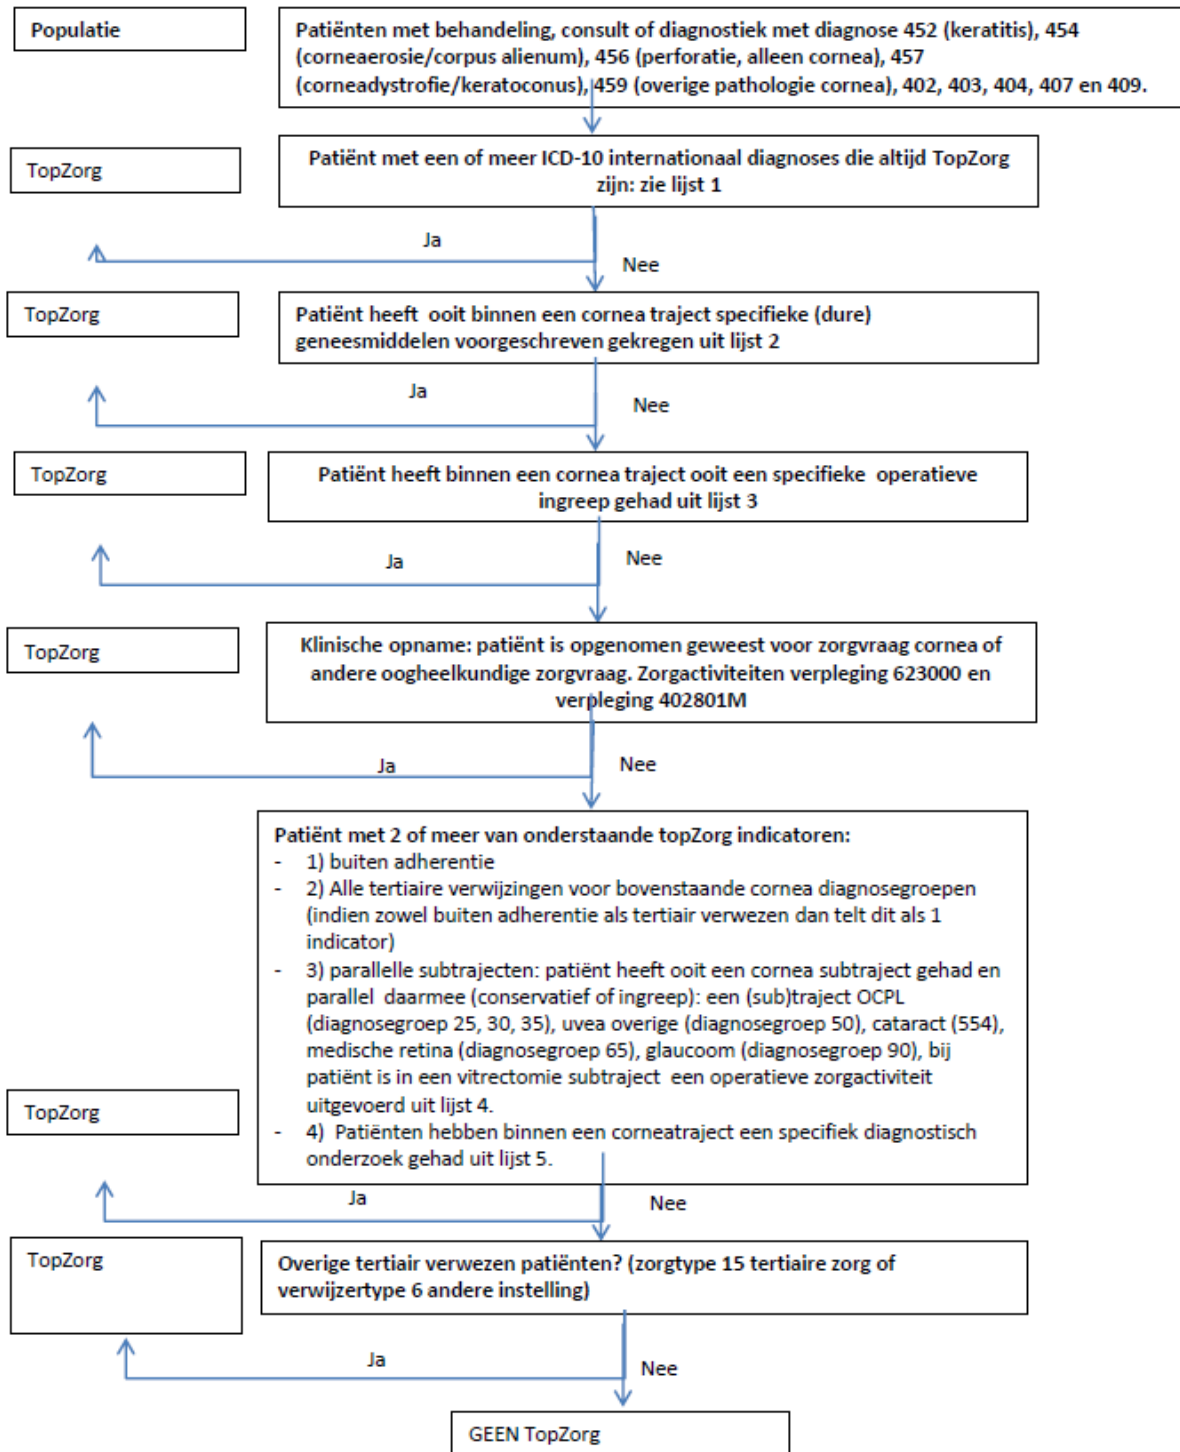 Populatie
Patiënten met behandeling, consult of diagnostiek met diagnose 452 (keratitis), 454
(corneaerosie/corpus alienum), 456 (perforatie, alleen cornea), 457
(corneadystrofie/keratoconus), 459 (overige pathologie cornea), 402, 403, 404, 407 en 409.
TopZorg
Patiënt met een of meer ICD-10 internationaal diagnoses die altijd TopZorg
zijn: zie lijst 1
Ja
Nee
TopZorg
Patiënt heeft  ooit binnen een cornea traject specifieke (dure)
geneesmiddelen voorgeschreven gekregen uit lijst 2
Ja
Nee
TopZorg
Patiënt heeft binnen een cornea traject ooit een specifieke  operatieve
ingreep gehad uit lijst 3
Ja
Nee
TopZorg
Klinische opname: patiënt is opgenomen geweest voor zorgvraag cornea of
andere oogheelkundige zorgvraag. Zorgactiviteiten verpleging 623000 en
verpleging 402801M
Ja
Nee
Patiënt met 2 of meer van onderstaande topZorg indicatoren:
- 1) buiten adherentie
- 2) Alle tertiaire verwijzingen voor bovenstaande cornea diagnosegroepen
(indien zowel buiten adherentie als tertiair verwezen dan telt dit als 1
indicator)
- 3) parallelle subtrajecten: patiënt heeft ooit een cornea subtraject gehad en
parallel  daarmee (conservatief of ingreep): een (sub)traject OCPL
(diagnosegroep 25, 30, 35), uvea overige (diagnosegroep 50), cataract (554),
medische retina (diagnosegroep 65), glaucoom (diagnosegroep 90), bij
patiënt is in een vitrectomie subtraject  een operatieve zorgactiviteit
uitgevoerd uit lijst 4.
TopZorg
- 4)  Patiënten hebben binnen een corneatraject een specifiek diagnostisch
onderzoek gehad uit lijst 5.
Ja
Nee
TopZorg
Overige tertiair verwezen patiënten? (zorgtype 15 tertiaire zorg of
verwijzertype 6 andere instelling)
Ja
Nee
GEEN TopZorg